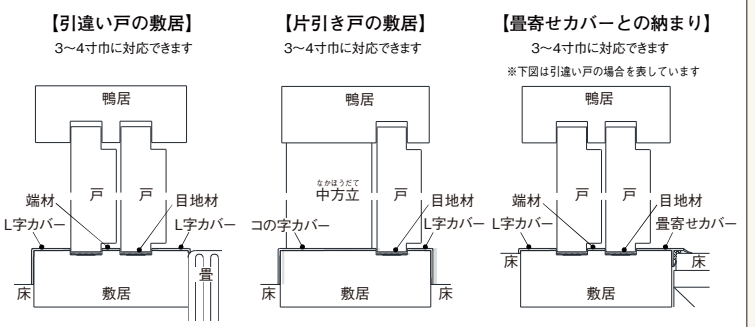 【引違い戸の敷居】
3〜4寸巾に対応できます
鴨居
戸
戸
端材
目地材
L字カバー
L字カバー
畳
床
敷居
【片引き戸の敷居】
3〜4寸巾に対応できます
鴨居
なかほうだて
中方立
戸
目地材
コの字カバー
L字カバー
床
敷居
床
【畳寄せカバーとの納まり】
3〜4寸巾に対応できます
※下図は引違い戸の場合を表しています
鴨居
戸
戸
端材
目地材
L字カバー
畳寄せカバー
床
床
敷居